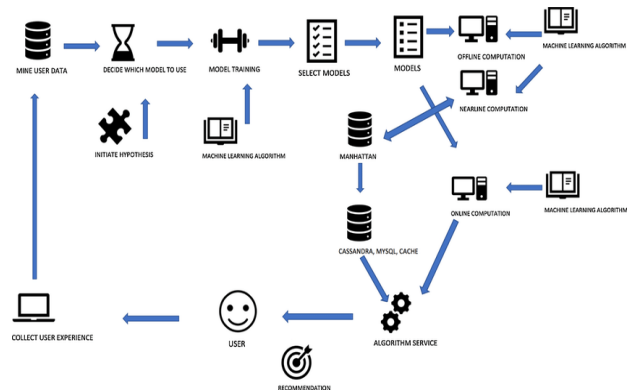 MINE USER DATA
DECIDE WHICH MODEL TO USE
MODEL TRAINING
SELECT MODELS
MODELS
OFFLINE COMPUTATION
MACHINE LEARNING ALGORITHM
NEARLINE COMPUTATION
INITIATE HYPOTHESIS
MACHINE LEARNING ALGORITHM
MANHATTAN
ONLINE COMPUTATION
MACHINE LEARNING ALGORITHM
CASSANDRA, MYSQL, CACHE
COLLECT USER EXPERIENCE
USER
ALGORITHM SERVICE
RECOMMENDATION